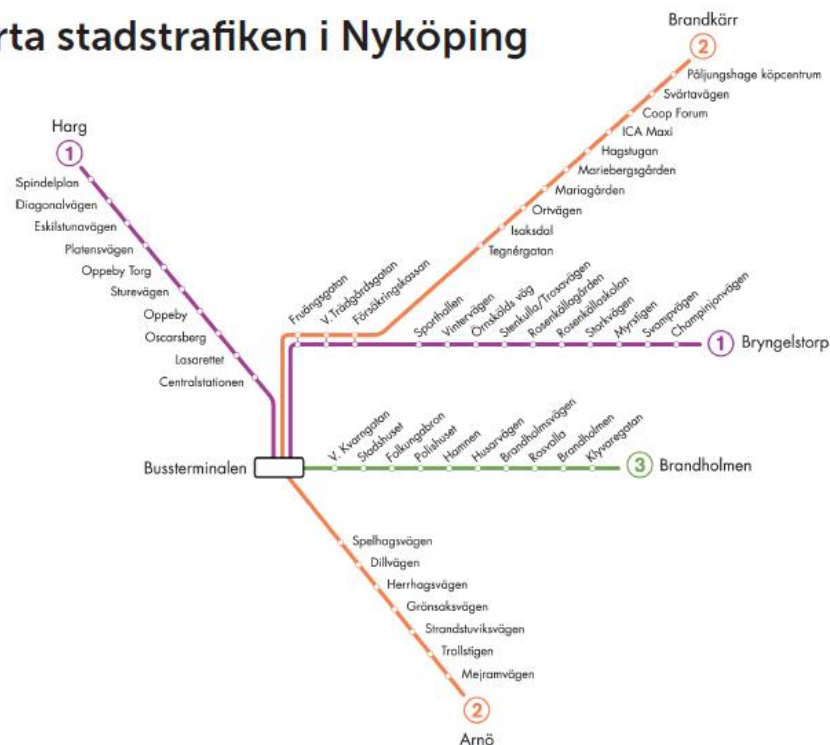 rta stadstrafiken i Nyköping
Brandkärr
2
Påljungshage köpcentrum
Svärtavägen
Coop Forum
ICA Maxi
Hagstugan
Mariebergsgården
Mariagården
Ortvägen
Isaksdal
Tegnérgatan
Harg
1
Spindelplan
Diagonalvägen
Eskilstunavägen
Platensvägen
Oppeby Torg
Sturevägen
Oppeby
Oscarsberg
Lasarettet
Centralstationen
Fruängsgatan
V.Trädgårdsgatan
Försäkringskassan
Sporthallen
Vintervägen
Örnskölds väg
Stenkulla/Trosavägen
Rosenkällagården
Rosenkällaskolan
Storkvägen
Myrstigen
Svampvägen
Champinjonvägen
1 Bryngelstorp
Bussterminalen
V. Kvarngatan
Stadshuset
Folkungabron
Polishuset
Hamnen
Husarvägen
Brandholmsvägen
Rosvalla
Brandholmen
Klyvaregatan
3 Brandholmen
Spelhagsvägen
Dillvägen
Herrhagsvägen
Grönsaksvägen
Strandstuviksvägen
Trollstigen
Mejramvägen
2
Arnö